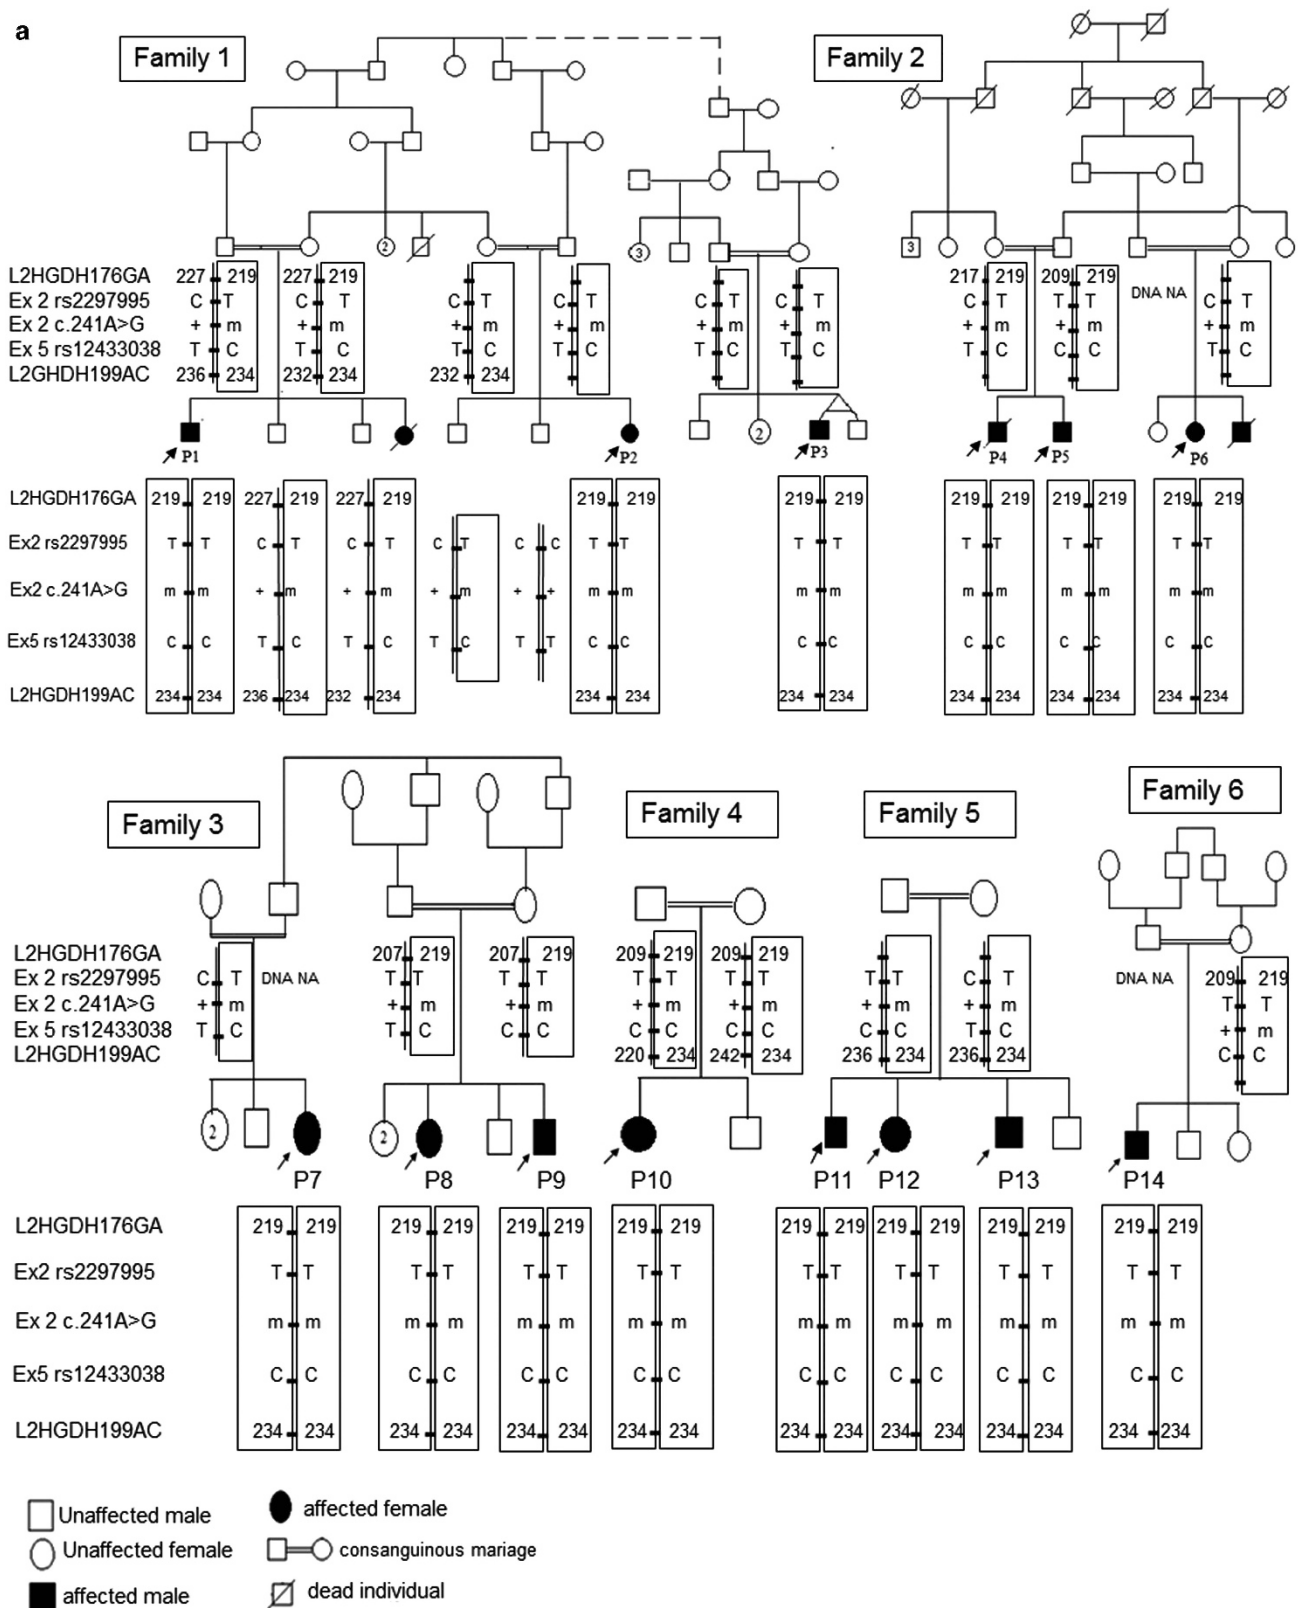 a
Family 1
Family 2
2
3
3
L2HGDH176GA 227 219 227 219 217 219 209 219
Ex 2 rs2297995 C T C T C T C T C T C T C T T T DNA NA C T
Ex 2 c.241A>G + m + m + m + m + m + m + m + m + m
Ex 5 rs12433038 T C T C T C T C T C T C T C C C T C
L2GHDH199AC 236 234 232 234 232 234
2
P1 P2 P3 P4 P5 P6
L2HGDH176GA 219 219 227 219 227 219 219 219 219 219 219 219 219 219 219 219
Ex2 rs2297995 T T C T C T C T C C T T T T T T T T T T
Ex2 c.241A>G m m + m + m + m + + m m m m m m m m m m
Ex5 rs12433038 C C T C T C T C T T C C C C C C C C C C
L2HGDH199AC 234 234 236 234 232 234 234 234 234 234 234 234 234 234 234 234
Family 3
Family 4
Family 5
Family 6
L2HGDH176GA 207 219 207 219 209 219 209 219
Ex 2 rs2297995 C T DNA NA T T T T T T T T T T C T DNA NA 209 219
Ex 2 c.241A>G + m + m + m + m + m + m + m T T
Ex 5 rs12433038 T C T C C C C C C C C C T C + m
L2HGDH199AC 220 234 242 234 236 234 236 234 C C
2 2
P7 P8 P9 P10 P11 P12 P13 P14
L2HGDH176GA 219 219 219 219 219 219 219 219 219 219 219 219 219 219 219 219
Ex2 rs2297995 T T T T T T T T T T T T T T T T
Ex 2 c.241A>G m m m m m m m m m m m m m m m m
Ex5 rs12433038 C C C C C C C C C C C C C C C C
L2HGDH199AC 234 234 234 234 234 234 234 234 234 234 234 234 234 234 234 234
Unaffected male
affected female
Unaffected female
consanguinous mariage
affected male
dead individual